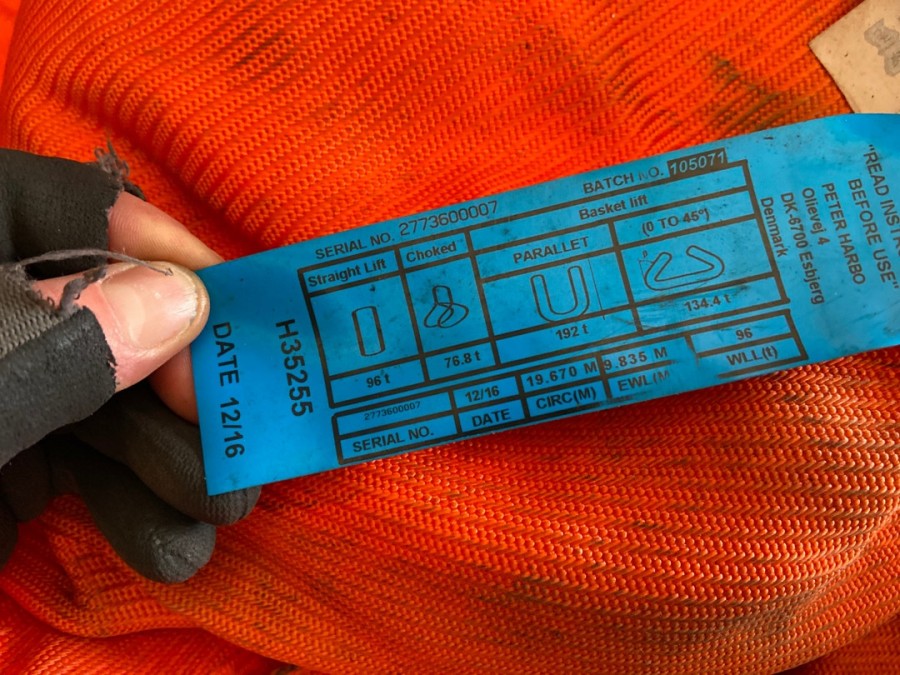 SERIAL NO. 2773600007
BATCH NO. 105071
Straight Lift
Choked
Basket lift
PARALLET
(0 TO 45°)
96 t
76.8 t
192 t
134.4 t
2773600007
12/16
19.670 M
9.835 M
96
SERIAL NO.
DATE
CIRC(M)
EWL(M
WLL(t)
H35255
DATE 12/16
"READ INSTR
BEFORE USE"
PETER HARBO
Olievej 4
DK-6700 Esbjerg
Denmark